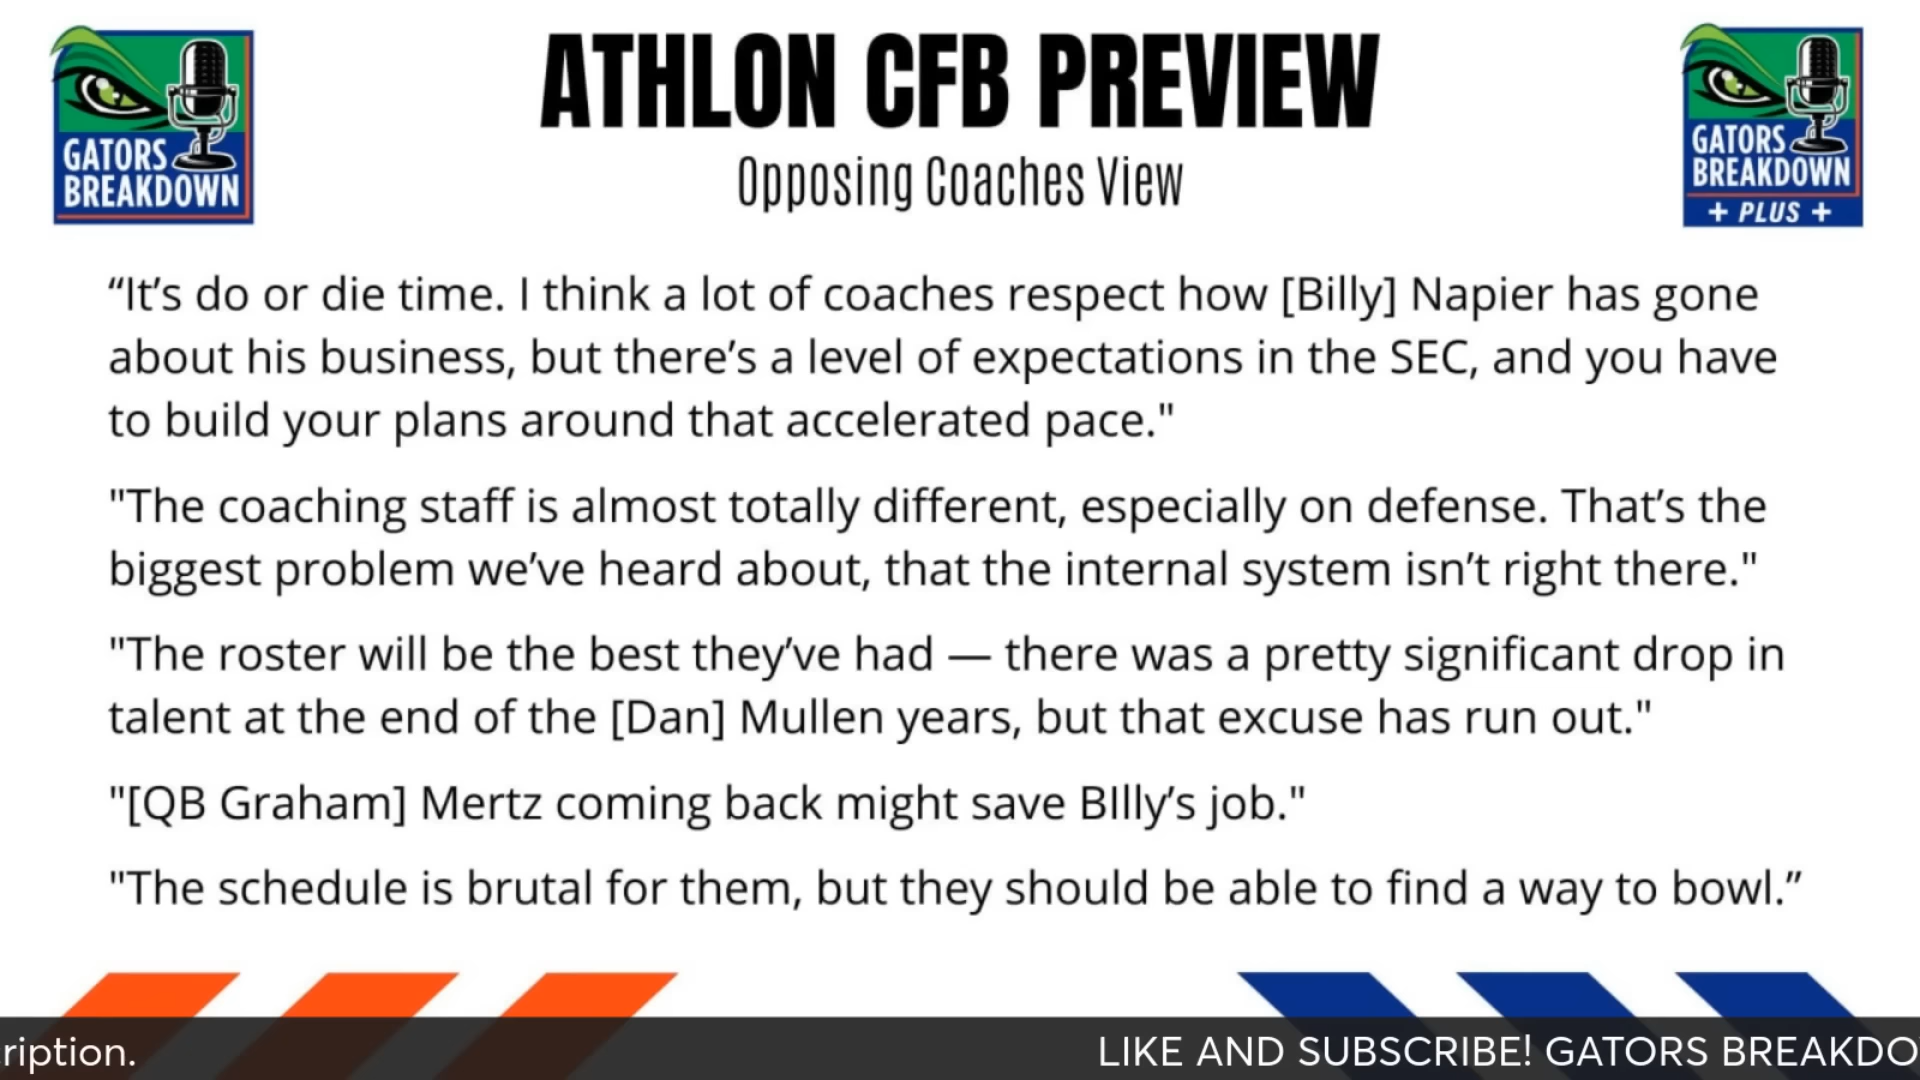 GATORS
BREAKDOWN
ATHLON CFB PREVIEW
Opposing Coaches View
GATORS
BREAKDOWN
+ PLUS +
“It’s do or die time. I think a lot of coaches respect how [Billy] Napier has gone
about his business, but there’s a level of expectations in the SEC, and you have
to build your plans around that accelerated pace."
"The coaching staff is almost totally different, especially on defense. That’s the
biggest problem we’ve heard about, that the internal system isn’t right there."
"The roster will be the best they’ve had — there was a pretty significant drop in
talent at the end of the [Dan] Mullen years, but that excuse has run out."
"[QB Graham] Mertz coming back might save BIlly’s job."
"The schedule is brutal for them, but they should be able to find a way to bowl.”
ription. LIKE AND SUBSCRIBE! GATORS BREAKDO